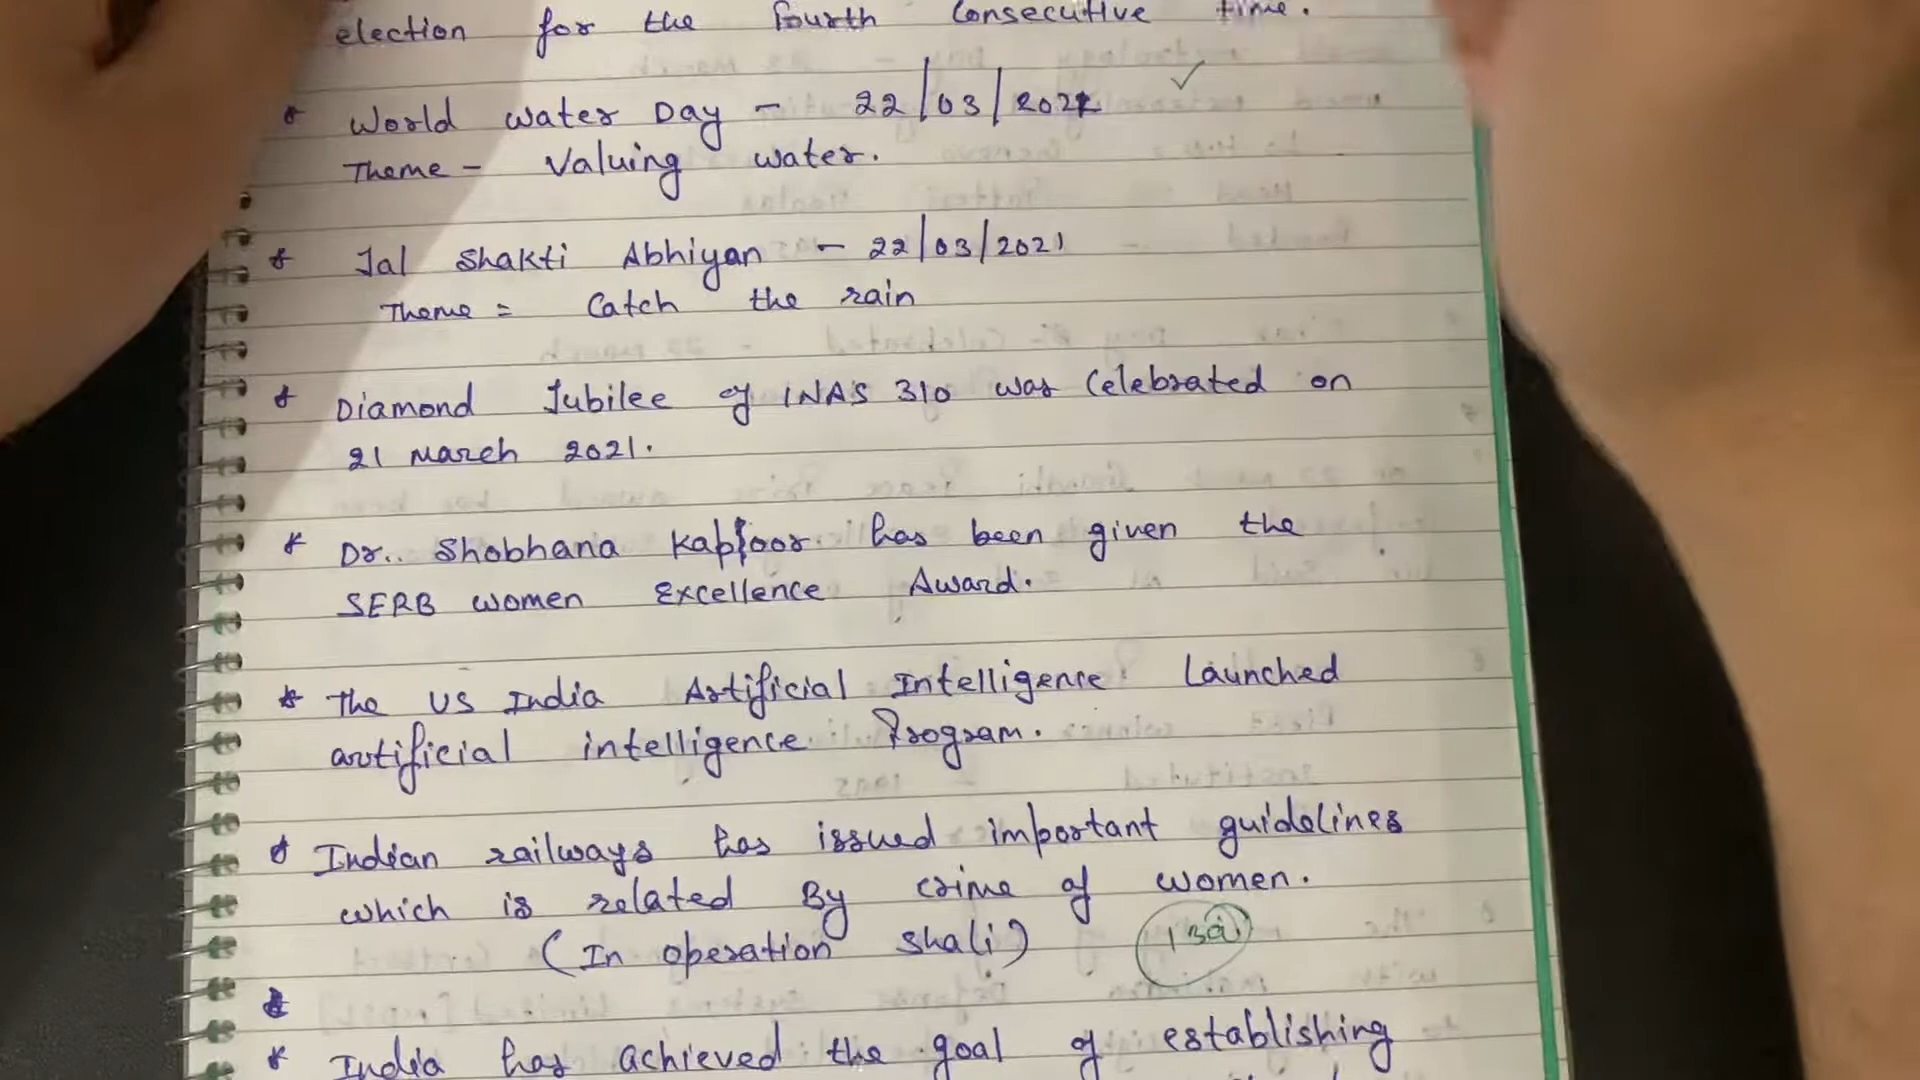 election for the fourth consecutive time.
* World water Day - 22/03/2021
Theme - Valuing water.
* Jal Shakti Abhiyan - 22/03/2021
Theme = Catch the rain
* Diamond Jubilee of INAS 310 was Celebrated on
21 March 2021.
* Dr.. Shobhana Kapoor has been given the
SERB women Excellence Award.
* The US India Artificial Intelligence Launched
artificial intelligence Program.
* Indian railways has issued important guidelines
which is related By crime of women.
(In operation shali)
* India has achieved the goal of establishing